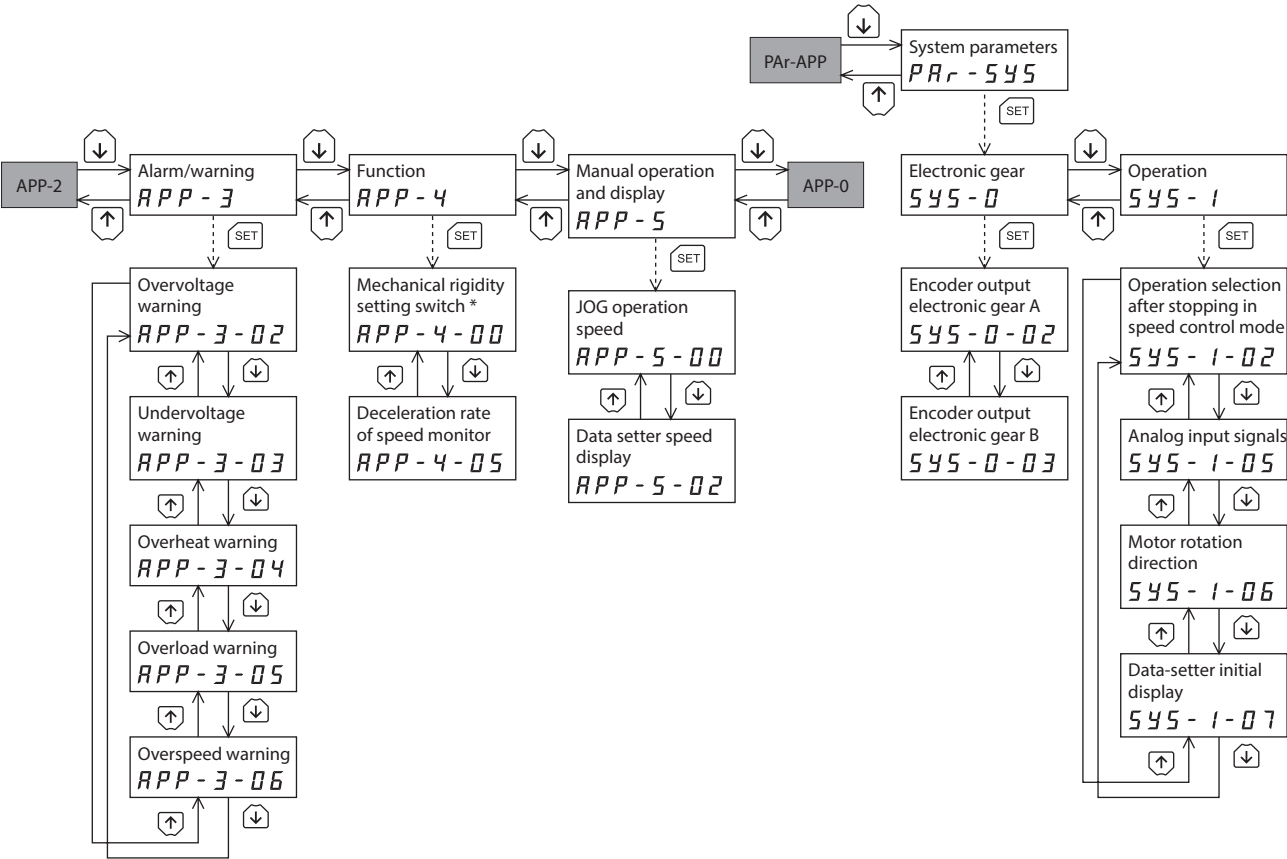 PAr-APP
System parameters
PAr-SYS
SET
APP-2
Alarm/warning
APP-3
Function
APP-4
Manual operation
and display
APP-5
APP-0
Electronic gear
SYS-0
Operation
SYS-1
SET
SET
SET
SET
SET
Overvoltage
warning
APP-3-02
Undervoltage
warning
APP-3-03
Overheat warning
APP-3-04
Overload warning
APP-3-05
Overspeed warning
APP-3-06
Mechanical rigidity
setting switch *
APP-4-00
Deceleration rate
of speed monitor
APP-4-05
JOG operation
speed
APP-5-00
Data setter speed
display
APP-5-02
Encoder output
electronic gear A
SYS-0-02
Encoder output
electronic gear B
SYS-0-03
Operation selection
after stopping in
speed control mode
SYS-1-02
Analog input signals
SYS-1-05
Motor rotation
direction
SYS-1-06
Data-setter initial
display
SYS-1-07